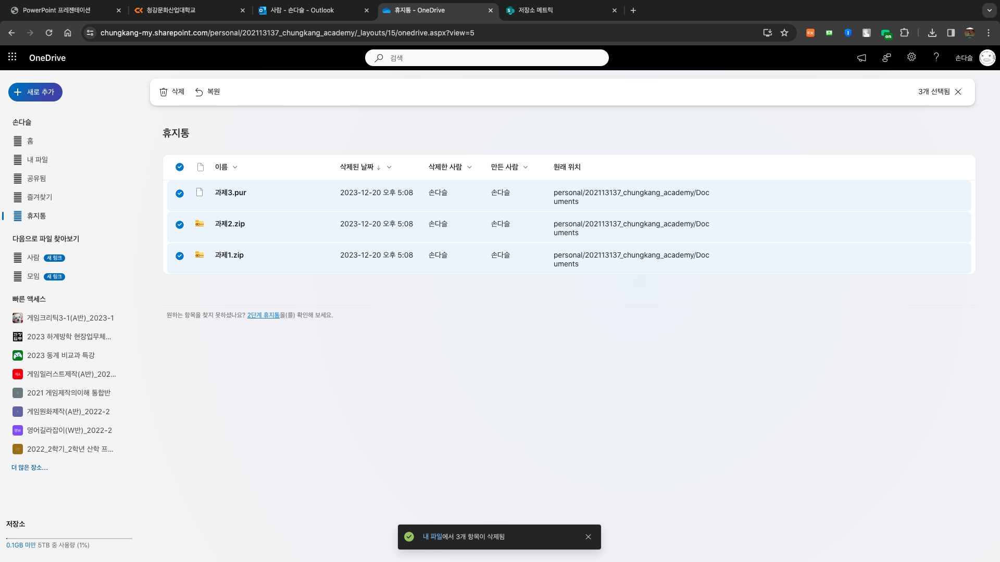 PowerPoint 프레젠테이션
청강문화산업대학교
사람 - 손다슬 - Outlook
휴지통 - OneDrive
저장소 메트릭
chungkang-my.sharepoint.com/personal/202113137_chungkang_academy/_layouts/15/onedrive.aspx?view=5
on
OneDrive
검색
손다슬
새로 추가
삭제
복원
3개 선택됨
손다슬
홈
내 파일
공유됨
즐겨찾기
휴지통
다음으로 파일 찾아보기
사람 새 링크
모임 새 링크
빠른 액세스
게임크리틱3-1(A반)_2023-1
현장업무 2023 하계방학 현장업무체...
2023 동계 비교과 특강
게임일러스트제작(A반)_202...
2021 게임제작의이해 통합반
게임원화제작(A반)_2022-2
영어길라잡이(W반)_2022-2
2022_2학기_2학년 산학 프...
더 많은 장소...
저장소
0.1GB 미만 5TB 중 사용량 (1%)
휴지통
이름 삭제된 날짜 삭제한 사람 만든 사람 원래 위치
과제3.pur 2023-12-20 오후 5:08 손다슬 손다슬 personal/202113137_chungkang_academy/Doc
uments
과제2.zip 2023-12-20 오후 5:08 손다슬 손다슬 personal/202113137_chungkang_academy/Doc
uments
과제1.zip 2023-12-20 오후 5:08 손다슬 손다슬 personal/202113137_chungkang_academy/Doc
uments
원하는 항목을 찾지 못하셨나요? 2단계 휴지통을(를) 확인해 보세요.
내 파일에서 3개 항목이 삭제됨